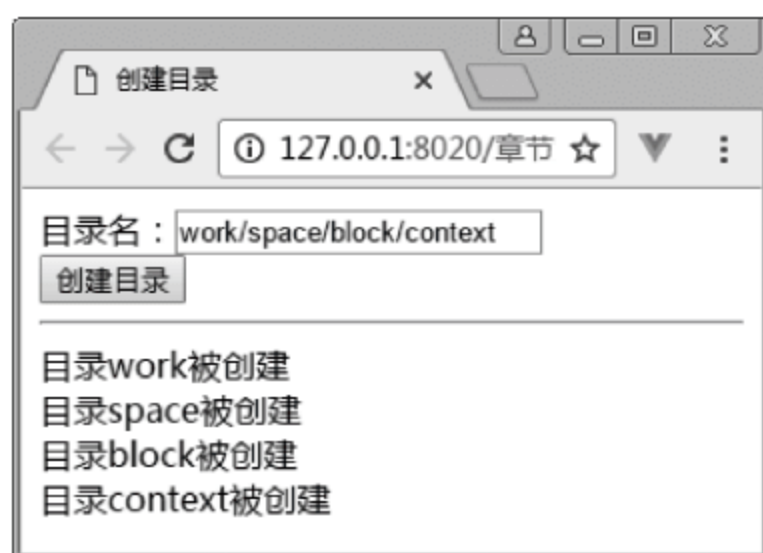 创建目录
127.0.0.1:8020/章节
目录名：work/space/block/context
创建目录
目录work被创建
目录space被创建
目录block被创建
目录context被创建